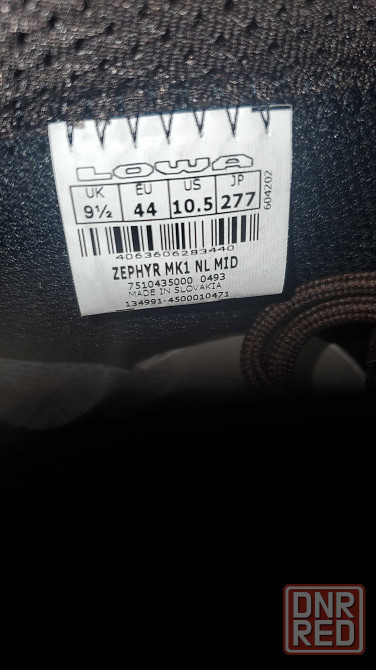 LOWA
UK EU US JP
9½ 44 10.5 277
604202
4063606283440
ZEPHYR MK1 NL MID
7510435000 0493
MADE IN SLOVAKIA
134991-4500010471
DNR
RED